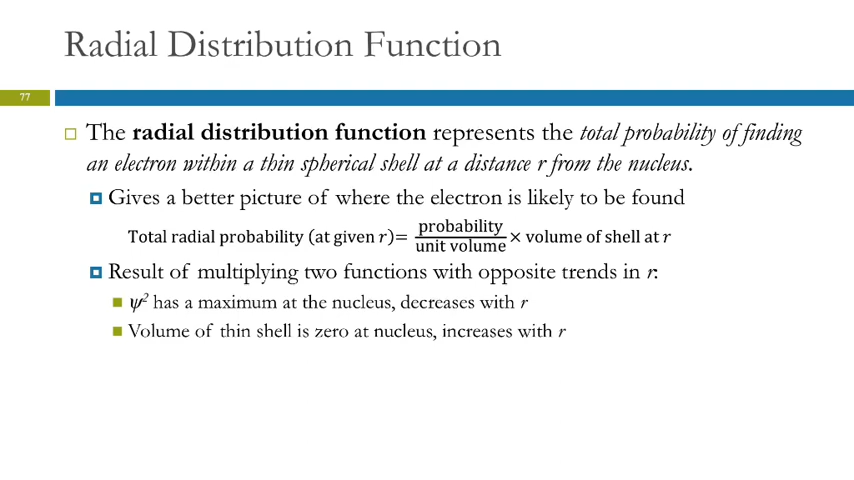 Radial Distribution Function
77
The radial distribution function represents the total probability of finding
an electron within a thin spherical shell at a distance r from the nucleus.
Gives a better picture of where the electron is likely to be found
Total radial probability (at given r)= probability/unit volume × volume of shell at r
Result of multiplying two functions with opposite trends in r:
ψ² has a maximum at the nucleus, decreases with r
Volume of thin shell is zero at nucleus, increases with r